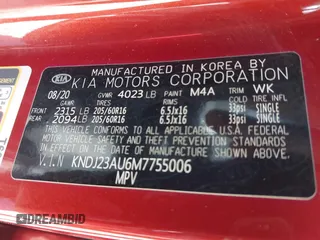 MANUFACTURED IN KOREA BY
KIA KIA MOTORS CORPORATION
08/20 GVWR 4023 LB PAINT M4A TRIM WK
GAWR TIRE RIM COLD
FRONT 2315 LB 205/60R16 6.5Jx16 33psi SINGLE
REAR 2094 LB 205/60R16 6.5Jx16 33psi SINGLE
THIS VEHICLE CONFORMS TO ALL APPLICABLE U.S.A. FEDERAL
MOTOR VEHICLE SAFETY AND THEFT PREVENTION STANDARDS
IN EFFECT ON THE DATE OF MANUFACTURE SHOWN ABOVE.
V.I.N KNDJ23AU6M7755006
MPV
DREAMBID